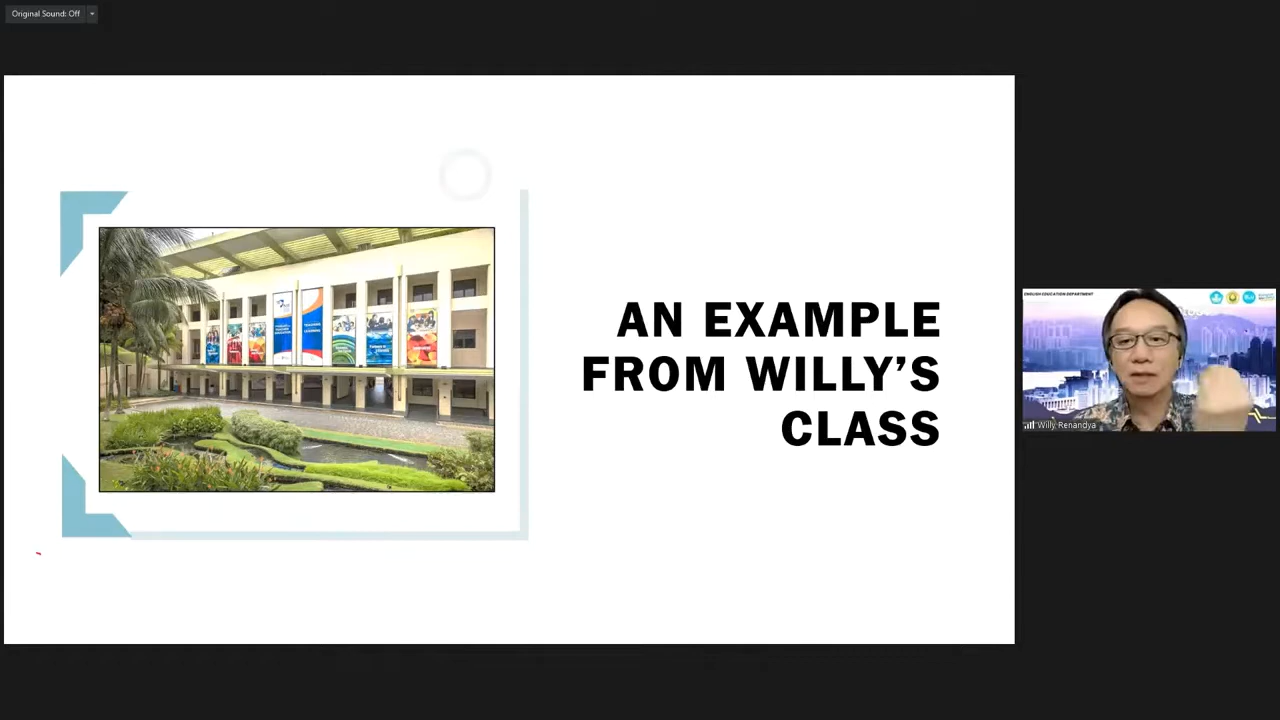 Original Sound: Off
AN EXAMPLE
FROM WILLY’S
CLASS
ENGLISH EDUCATION DEPARTMENT
Willy Renandya